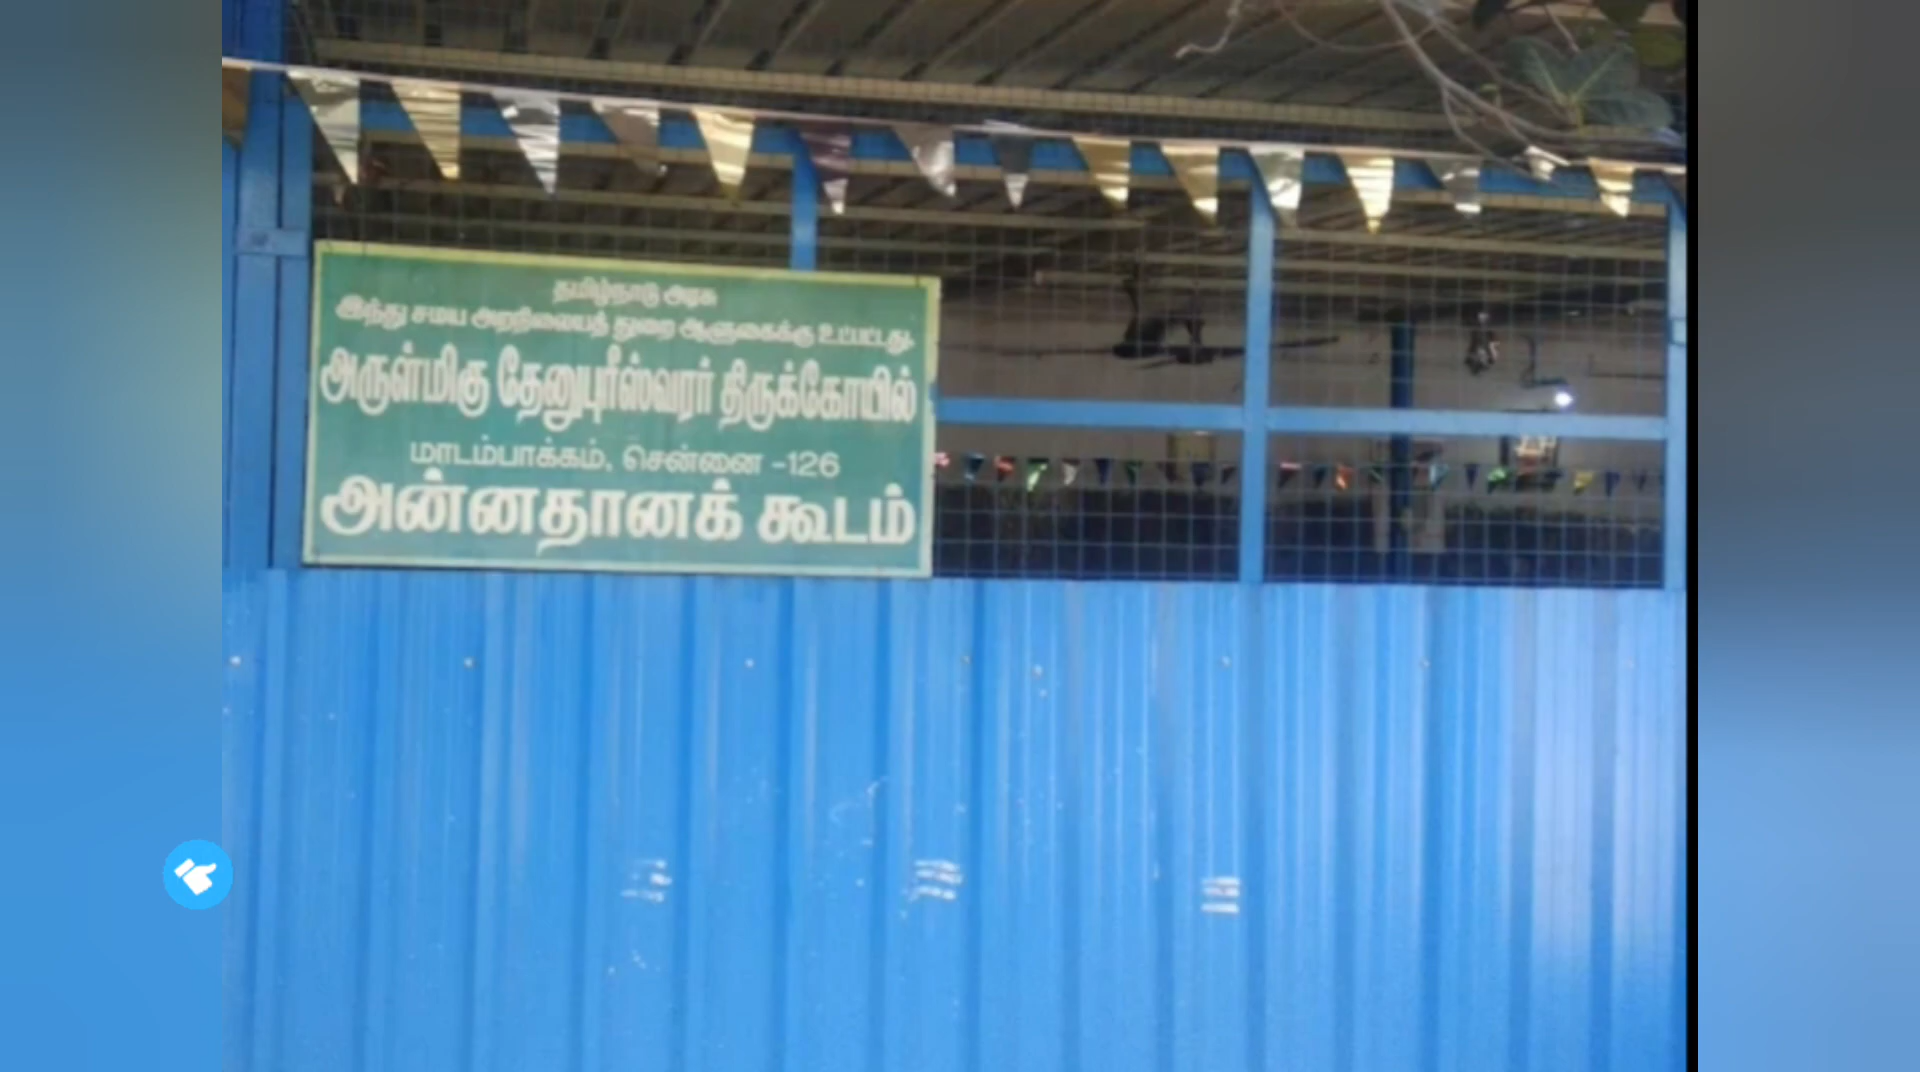 தமிழ்நாடு அரசு
இந்து சமய அறநிலையத் துறை ஆளுகைக்கு உட்பட்டது.
அருள்மிகு தேனுபுரீஸ்வரர் திருக்கோயில்
மாடம்பாக்கம், சென்னை -126
அன்னதானக் கூடம்